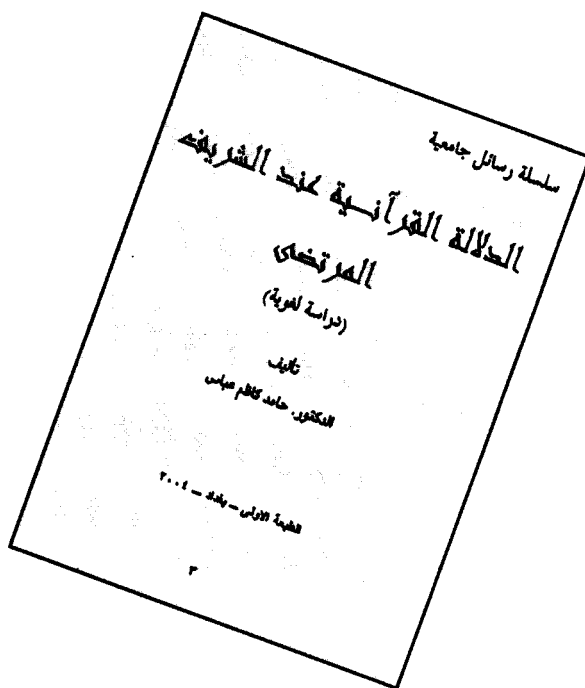 سلسلة رسائل جامعية
الدلالة القرآنية عند الشريف
المرتضى
(دراسة لغوية)
تأليف
الدكتور. حامد كاظم عباس
الطبعة الاولى – بغداد – ٢٠٠٤
٣